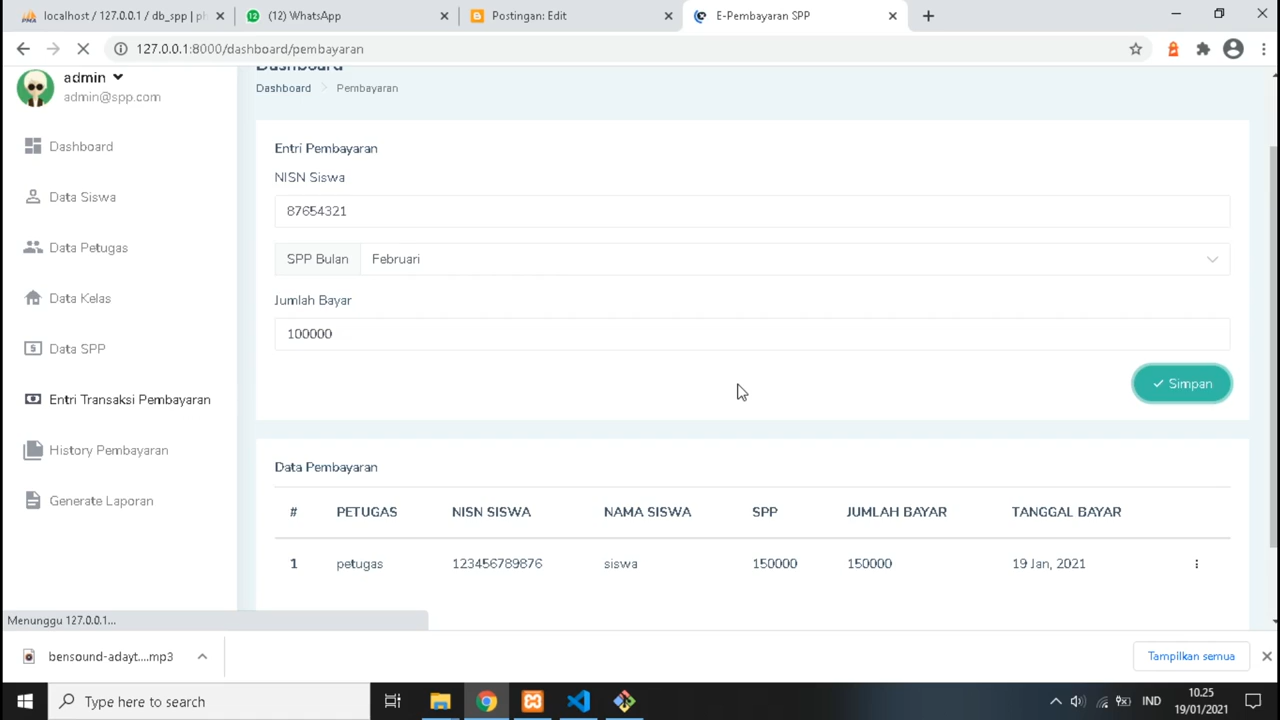 localhost / 127.0.0.1 / db_spp | p
(12) WhatsApp
Postingan: Edit
E-Pembayaran SPP
127.0.0.1:8000/dashboard/pembayaran
admin
admin@spp.com
Dashboard
Data Siswa
Data Petugas
Data Kelas
Data SPP
Entri Transaksi Pembayaran
History Pembayaran
Generate Laporan
Dashboard
Dashboard > Pembayaran
Entri Pembayaran
NISN Siswa
87654321
SPP Bulan Februari
Jumlah Bayar
100000
Simpan
Data Pembayaran
# PETUGAS NISN SISWA NAMA SISWA SPP JUMLAH BAYAR TANGGAL BAYAR
1 petugas 123456789876 siswa 150000 150000 19 Jan, 2021
Menunggu 127.0.0.1...
bensound-adayt....mp3
Tampilkan semua
Type here to search
IND
10.25
19/01/2021